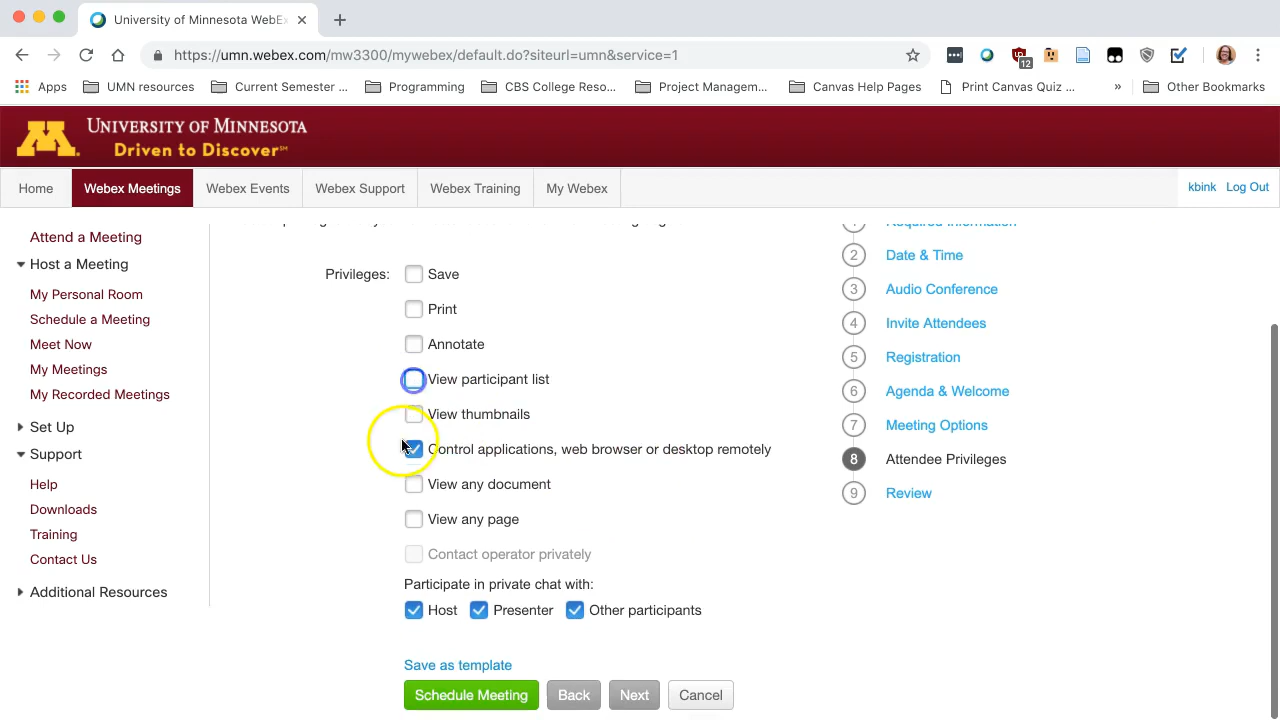 University of Minnesota WebEx
https://umn.webex.com/mw3300/mywebex/default.do?siteurl=umn&service=1
12
Apps UMN resources Current Semester ... Programming CBS College Reso... Project Managem... Canvas Help Pages Print Canvas Quiz ... » Other Bookmarks
UNIVERSITY OF MINNESOTA
Driven to Discover℠
Home Webex Meetings Webex Events Webex Support Webex Training My Webex kbink Log Out
Attend a Meeting
Host a Meeting
My Personal Room
Schedule a Meeting
Meet Now
My Meetings
My Recorded Meetings
Set Up
Support
Help
Downloads
Training
Contact Us
Additional Resources
Privileges: Save
Print
Annotate
View participant list
View thumbnails
Control applications, web browser or desktop remotely
View any document
View any page
Contact operator privately
Participate in private chat with:
Host Presenter Other participants
Save as template
Schedule Meeting Back Next Cancel
1 Required Information
2 Date & Time
3 Audio Conference
4 Invite Attendees
5 Registration
6 Agenda & Welcome
7 Meeting Options
8 Attendee Privileges
9 Review